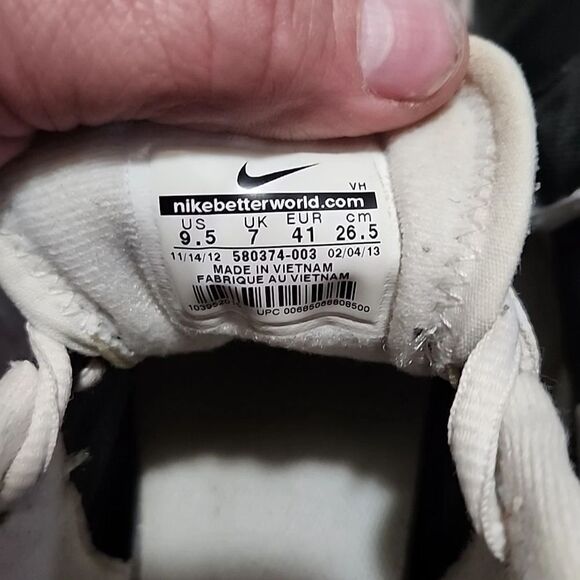 VH
nikebetterworld.com
US UK EUR cm
9.5 7 41 26.5
11/14/12 580374-003 02/04/13
MADE IN VIETNAM
FABRIQUE AU VIETNAM
UPC 00685068808500